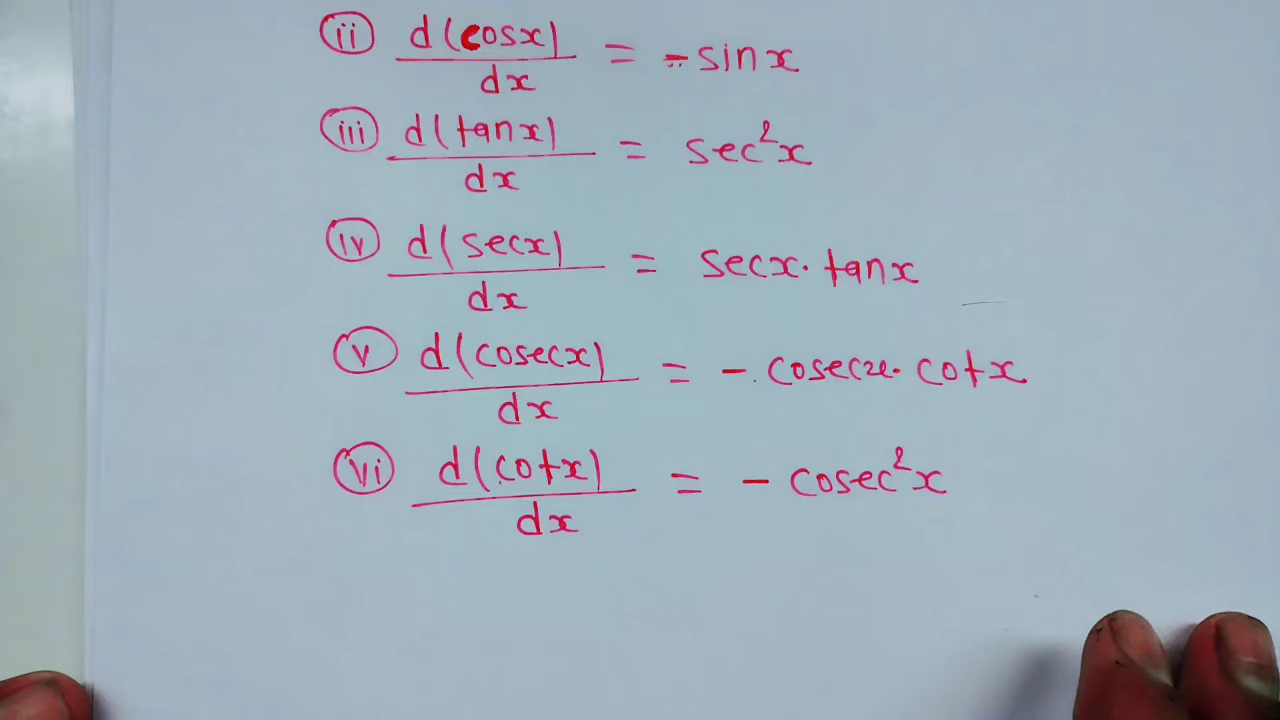 (ii) d(cosx)/dx = -sinx
(iii) d(tanx)/dx = sec²x
(iv) d(secx)/dx = secx·tanx
(v) d(cosecx)/dx = -cosecx·cotx
(vi) d(cotx)/dx = -cosec²x